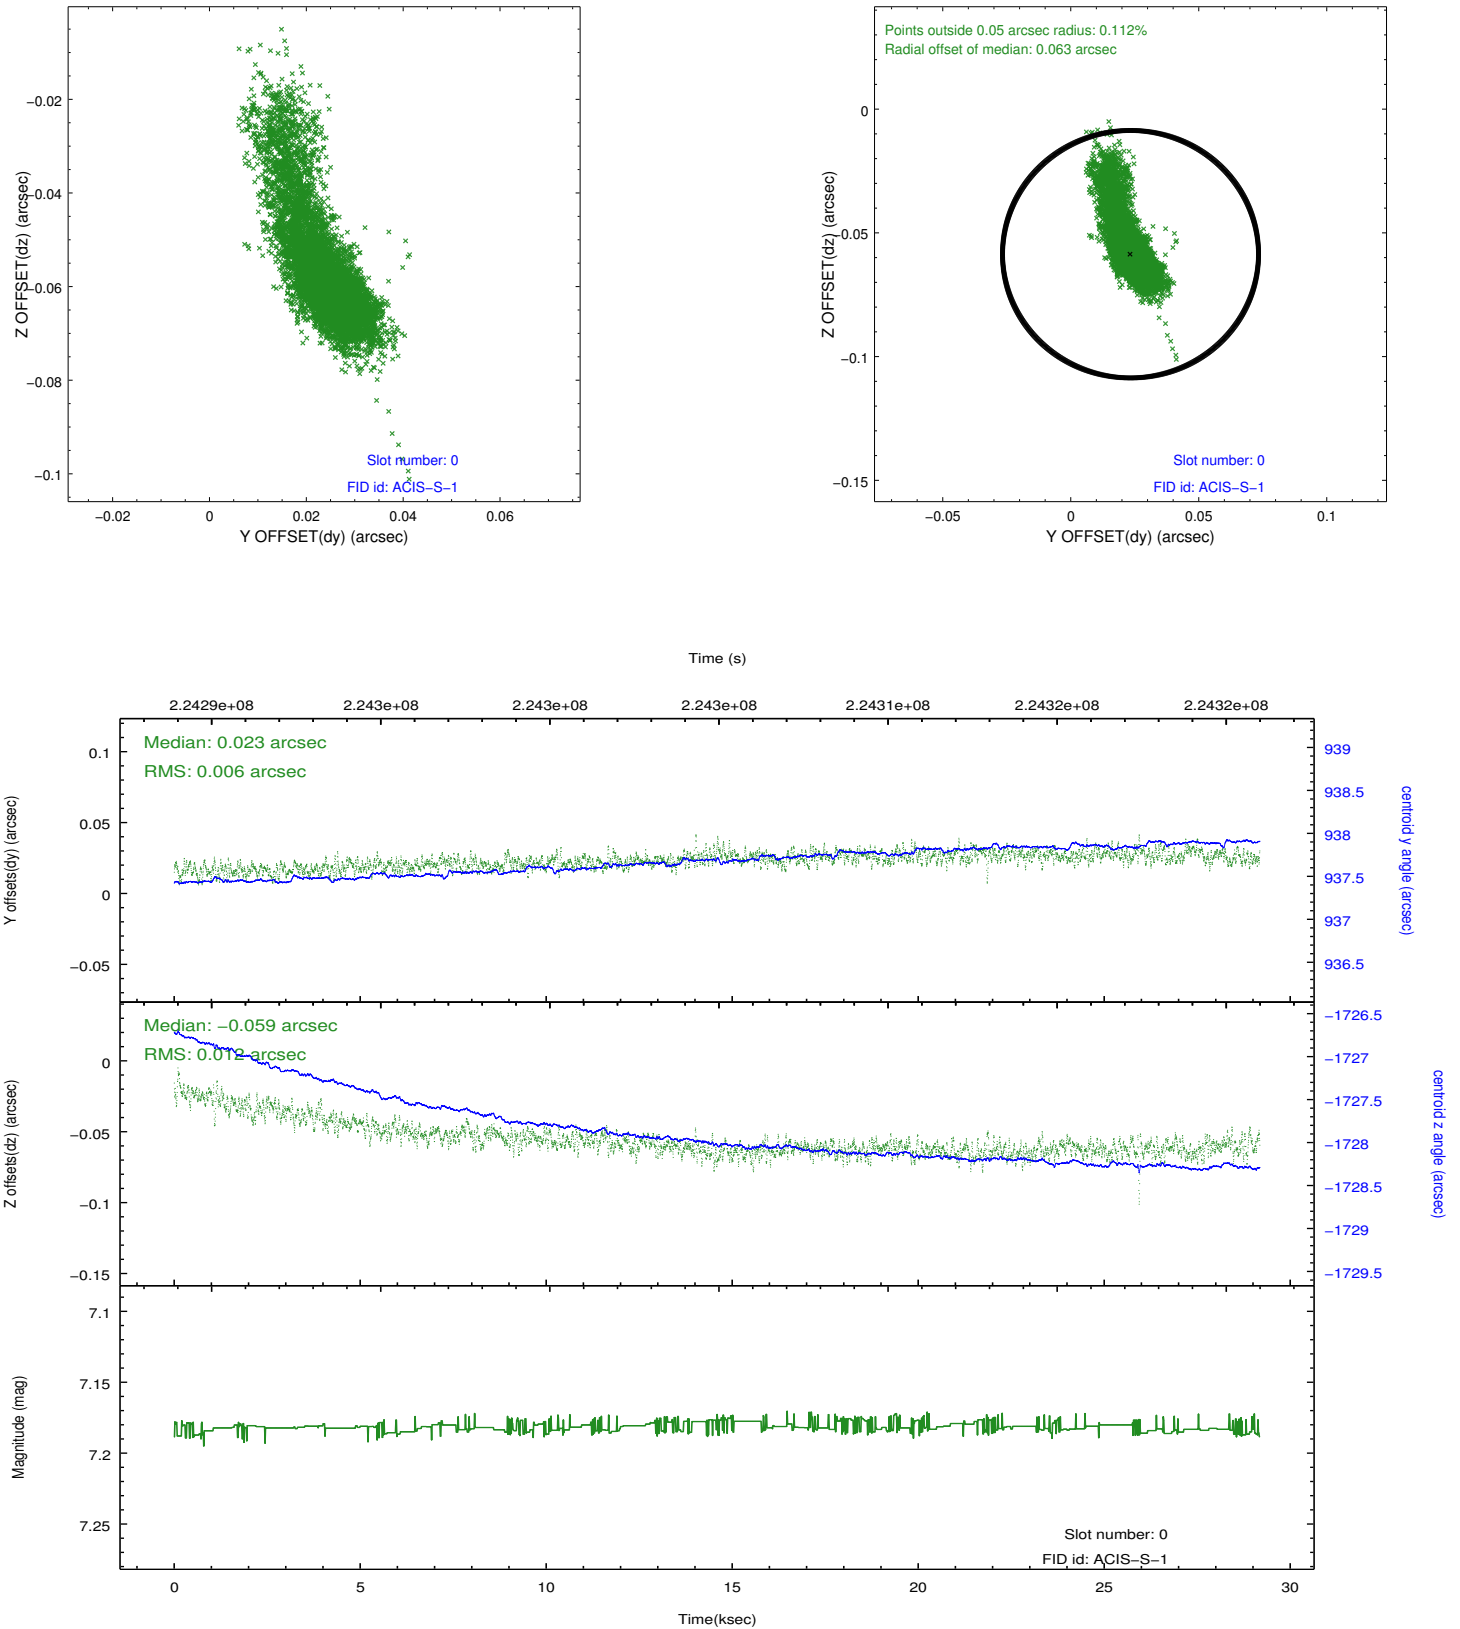 −0.02
−0.04
−0.06
−0.08
−0.1
Z OFFSET(dz) (arcsec)
Slot number: 0
FID id: ACIS−S−1
−0.02 0 0.02 0.04 0.06
Y OFFSET(dy) (arcsec)
Points outside 0.05 arcsec radius: 0.112%
Radial offset of median: 0.063 arcsec
0
−0.05
−0.1
−0.15
Z OFFSET(dz) (arcsec)
Slot number: 0
FID id: ACIS−S−1
−0.05 0 0.05 0.1
Y OFFSET(dy) (arcsec)
Time (s)
2.2429e+08 2.243e+08 2.243e+08 2.243e+08 2.2431e+08 2.2432e+08 2.2432e+08
Median: 0.023 arcsec
RMS: 0.006 arcsec
0.1
0.05
0
−0.05
Y offsets(dy) (arcsec)
939
938.5
938
937.5
937
936.5
centroid y angle (arcsec)
Median: −0.059 arcsec
RMS: 0.012 arcsec
0
−0.05
−0.1
−0.15
Z offsets(dz) (arcsec)
−1726.5
−1727
−1727.5
−1728
−1728.5
−1729
−1729.5
centroid z angle (arcsec)
7.1
7.15
7.2
7.25
Magnitude (mag)
Slot number: 0
FID id: ACIS−S−1
0 5 10 15 20 25 30
Time(ksec)